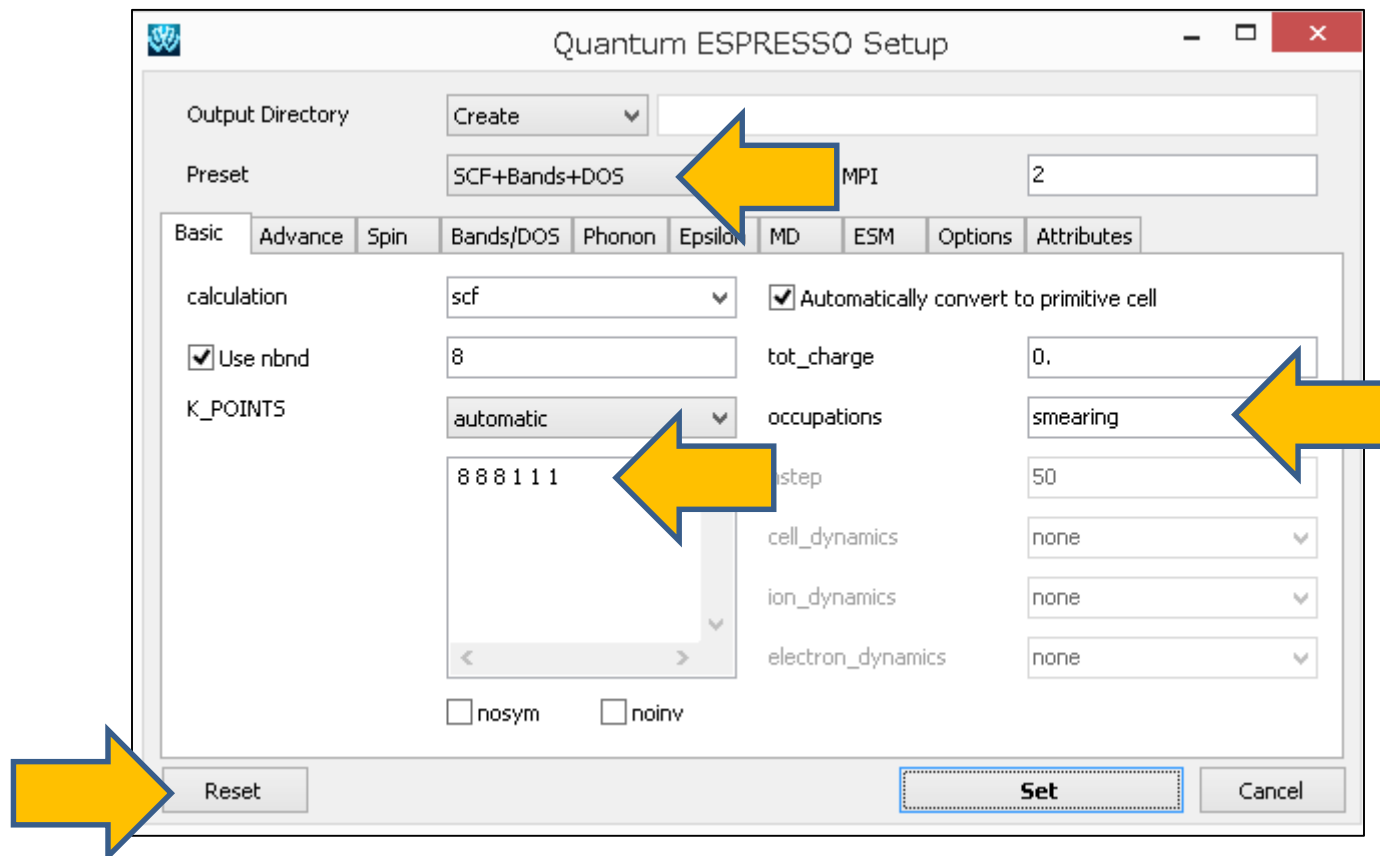 Quantum ESPRESSO Setup
Output Directory Create
Preset SCF+Bands+DOS MPI 2
Basic Advance Spin Bands/DOS Phonon Epsilon MD ESM Options Attributes
calculation scf Automatically convert to primitive cell
Use nbnd 8 tot_charge 0.
K_POINTS automatic occupations smearing
8 8 8 1 1 1 50
cell_dynamics none
ion_dynamics none
electron_dynamics none
nosym noinv
Reset Set Cancel